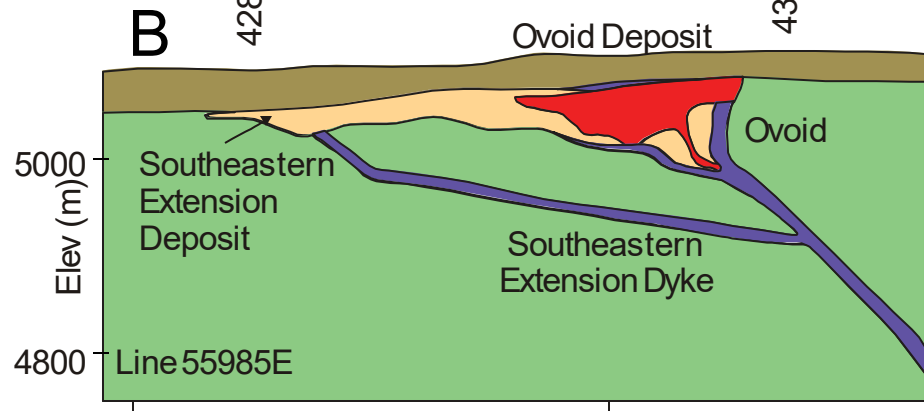 B
428
Ovoid Deposit
43
Ovoid
5000
Southeastern
Extension
Deposit
Elev (m)
Southeastern
Extension Dyke
4800
Line 55985E